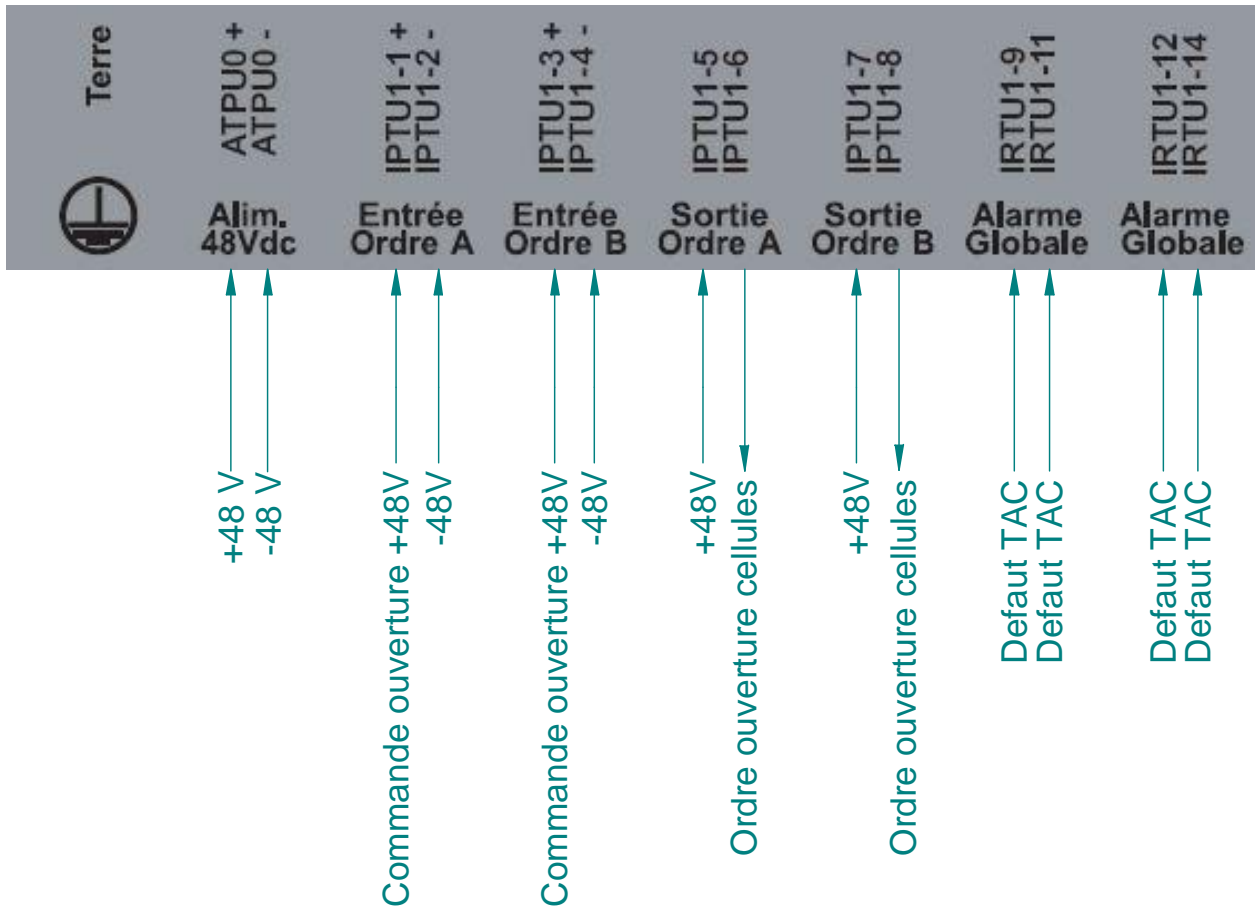 Terre
ATPU0 +
ATPU0 -
IPTU1-1 +
IPTU1-2 -
IPTU1-3 +
IPTU1-4 -
IPTU1-5
IPTU1-6
IPTU1-7
IPTU1-8
IRTU1-9
IRTU1-11
IRTU1-12
IRTU1-14
Alim.
48Vdc
Entrée
Ordre A
Entrée
Ordre B
Sortie
Ordre A
Sortie
Ordre B
Alarme
Globale
Alarme
Globale
+48 V
-48 V
Commande ouverture +48V
-48V
Commande ouverture +48V
-48V
+48V
Ordre ouverture cellules
+48V
Ordre ouverture cellules
Defaut TAC
Defaut TAC
Defaut TAC
Defaut TAC